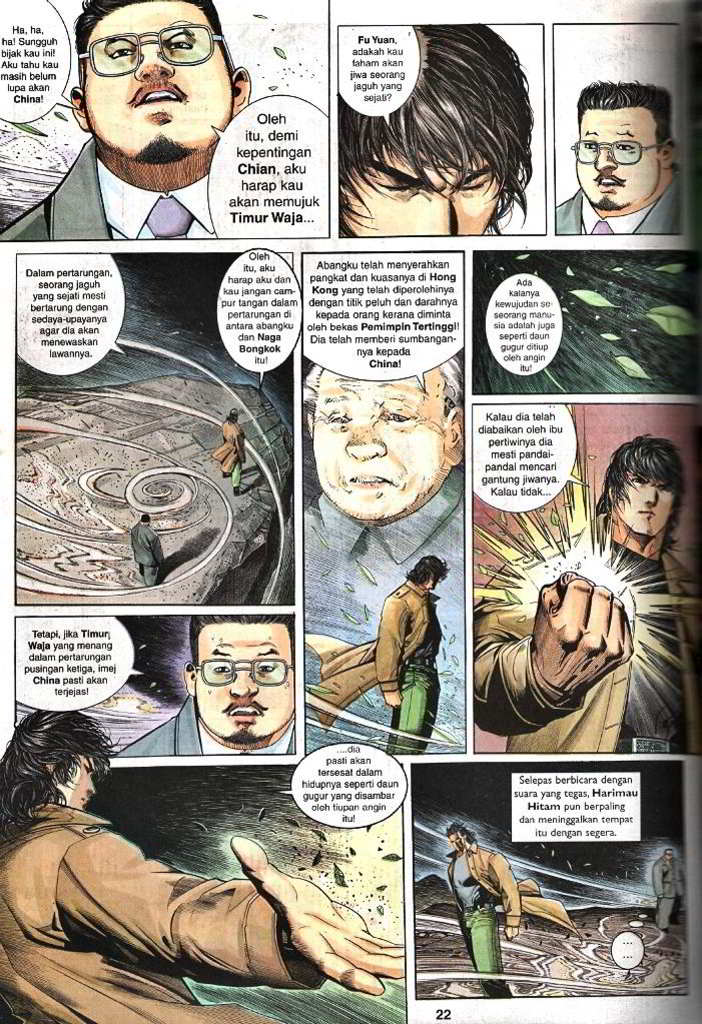 Ha, ha,
ha! Sungguh
bijak kau ini!
Aku tahu kau
masih belum
lupa akan
China!
Oleh
itu, demi
kepentingan
Chian, aku
harap kau
akan memujuk
Timur Waja...
Fu Yuan,
adakah kau
faham akan
jiwa seorang
jaguh yang
sejati?
Dalam pertarungan,
seorang jaguh
yang sejati mesti
bertarung dengan
sedaya-upayanya
agar dia akan
menewaskan
lawannya.
Oleh
itu, aku
harap aku dan
kau jangan cam-
pur tangan dalam
pertarungan di
antara abangku
dan Naga
Bongkok
itu!
Abangku telah menyerahkan
pangkat dan kuasanya di Hong
Kong yang telah diperolehinya
dengan titik peluh dan darahnya
kepada orang kerana diminta
oleh bekas Pemimpin Tertinggi!
Dia telah memberi sumbangan-
nya kepada
China!
Ada
kalanya
kewujudan se-
seorang manu-
sia adalah juga
seperti daun
gugur ditiup
oleh angin
itu!
Kalau dia telah
diabaikan oleh ibu
pertiwinya dia
mesti pandai-
pandai mencari
gantung jiwanya.
Kalau tidak...
Tetapi, jika Timur
Waja yang menang
dalam pertarungan
pusingan ketiga, imej
China pasti akan
terjejas!
....dia
pasti akan
tersesat dalam
hidupnya seperti daun
gugur yang disambar
oleh tiupan angin
itu!
Selepas berbicara dengan
suara yang tegas, Harimau
Hitam pun berpaling
dan meninggalkan tempat
itu dengan segera.
...
...
22